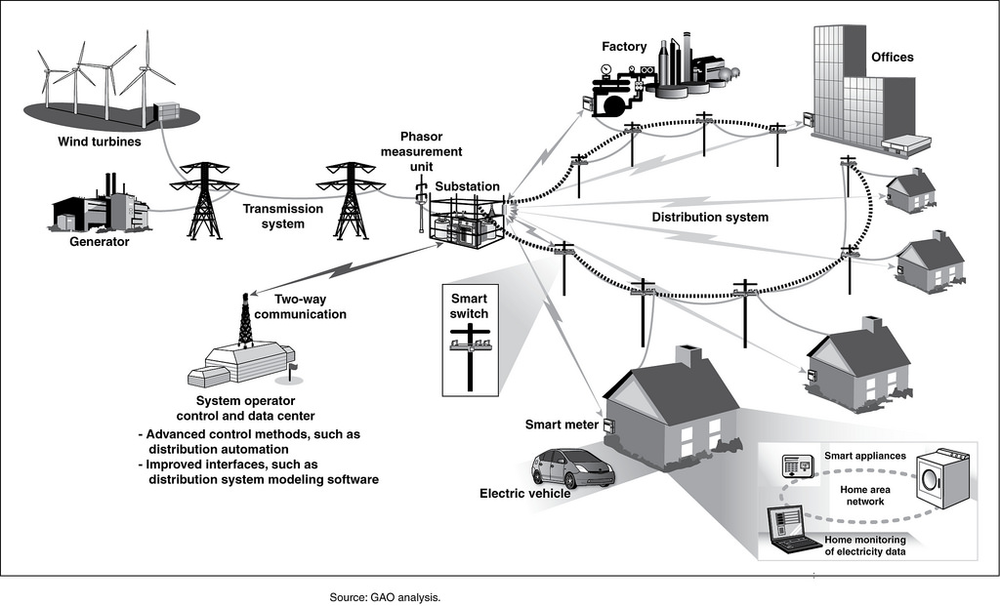 Factory
Offices
Wind turbines
Phasor
measurement
unit
Substation
Transmission
system
Generator
Distribution system
Two-way
communication
Smart
switch
System operator
control and data center
- Advanced control methods, such as
distribution automation
- Improved interfaces, such as
distribution system modeling software
Smart meter
Electric vehicle
Smart appliances
Home area
network
Home monitoring
of electricity data
Source: GAO analysis.